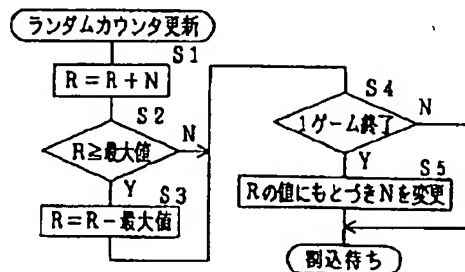 ランダムカウンタ更新
S1
R=R+N
S2
R≧最大値
N
Y
S3
R=R-最大値
S4
1ゲーム終了
N
Y
S5
Rの値にもとづきNを変更
割込待ち